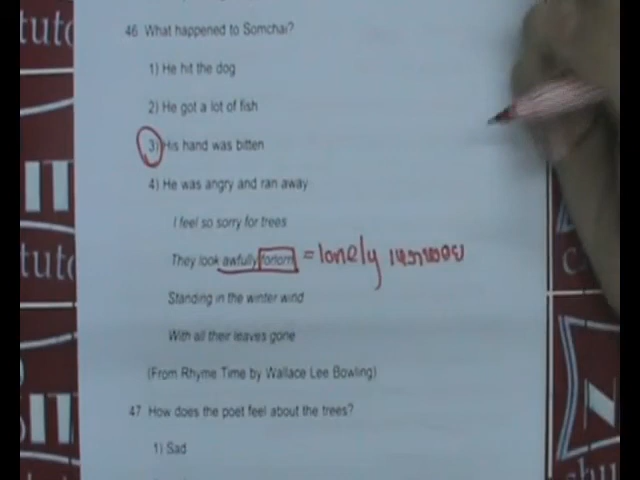 46 What happened to Somchai?
1) He hit the dog
2) He got a lot of fish
3) His hand was bitten
4) He was angry and ran away
I feel so sorry for trees
They look awfully forlorn = lonely
Standing in the winter wind
With all their leaves gone
(From Rhyme Time by Wallace Lee Bowling)
47 How does the poet feel about the trees?
1) Sad